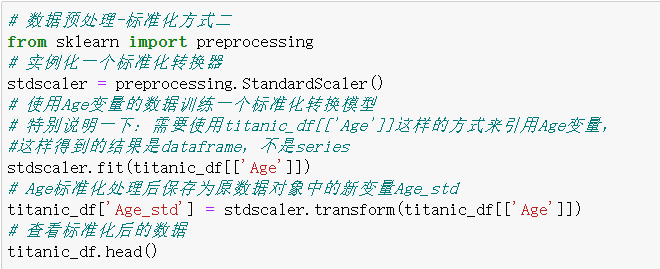 # 数据预处理-标准化方式二
from sklearn import preprocessing
# 实例化一个标准化转换器
stdscaler = preprocessing.StandardScaler()
# 使用Age变量的数据训练一个标准化转换模型
# 特别说明一下: 需要使用titanic_df[['Age']]这样的方式来引用Age变量,
#这样得到的结果是dataframe, 不是series
stdscaler.fit(titanic_df[['Age']])
# Age标准化处理后保存为原数据对象中的新变量Age_std
titanic_df['Age_std'] = stdscaler.transform(titanic_df[['Age']])
# 查看标准化后的数据
titanic_df.head()